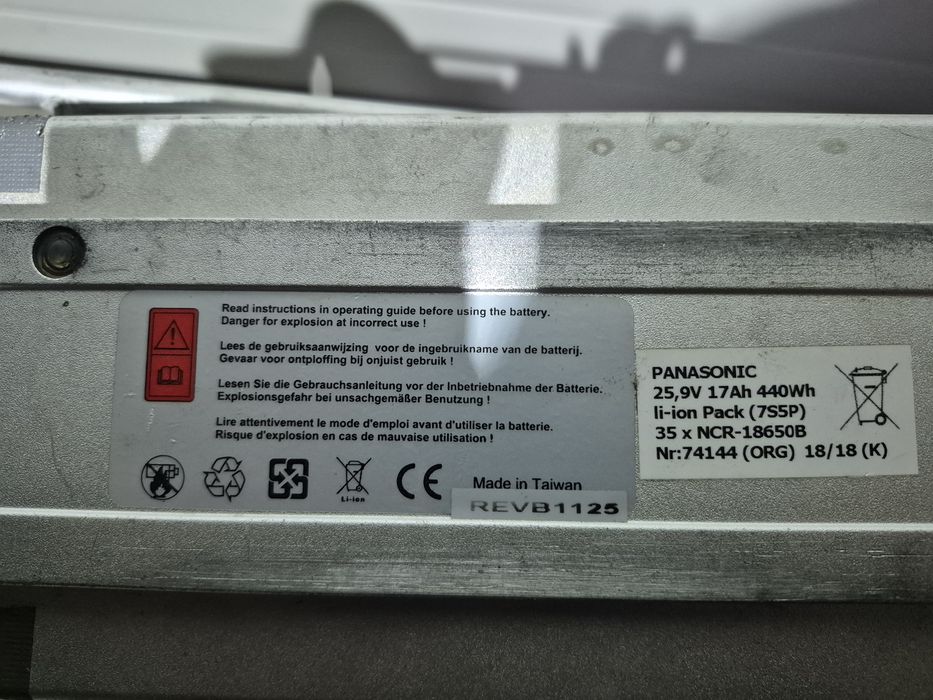 Read instructions in operating guide before using the battery.
Danger for explosion at incorrect use !
Lees de gebruiksaanwijzing voor de ingebruikname van de batterij.
Gevaar voor ontploffing bij onjuist gebruik !
Lesen Sie die Gebrauchsanleitung vor der Inbetriebnahme der Batterie.
Explosionsgefahr bei unsachgemäßer Benutzung !
Lire attentivement le mode d'emploi avant d'utiliser la batterie.
Risque d'explosion en cas de mauvaise utilisation !
Li-ion
CE
Made in Taiwan
REVB1125
PANASONIC
25,9V 17Ah 440Wh
li-ion Pack (7S5P)
35 x NCR-18650B
Nr:74144 (ORG) 18/18 (K)